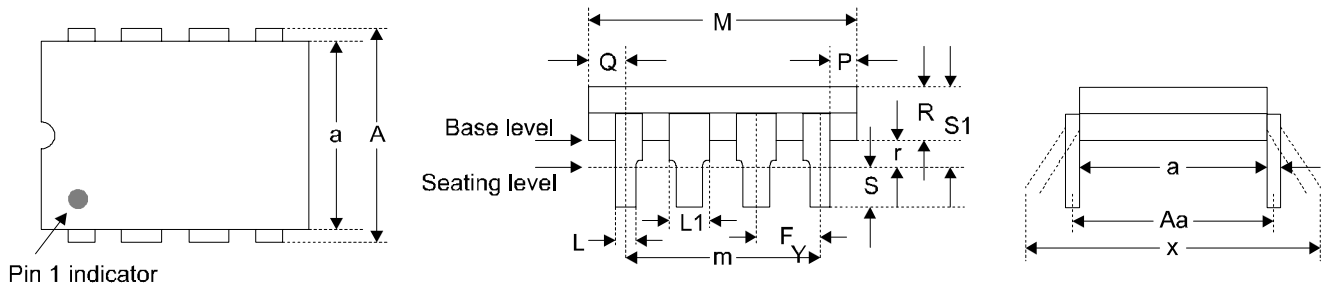 a
A
Pin 1 indicator
M
Q
P
R
S1
Base level
r
Seating level
S
L
L1
F
Y
m
a
Aa
x